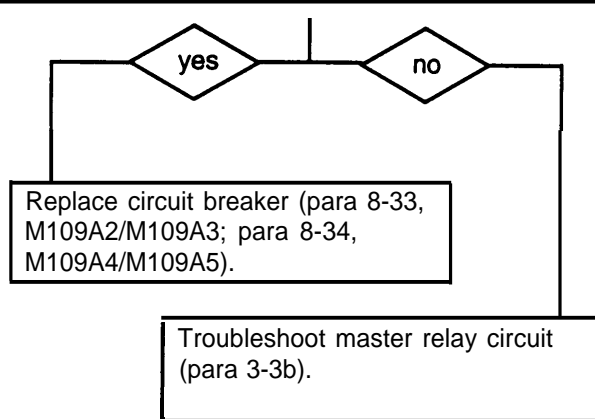 yes
no
Replace circuit breaker (para 8-33,
M109A2/M109A3; para 8-34,
M109A4/M109A5).
Troubleshoot master relay circuit
(para 3-3b).